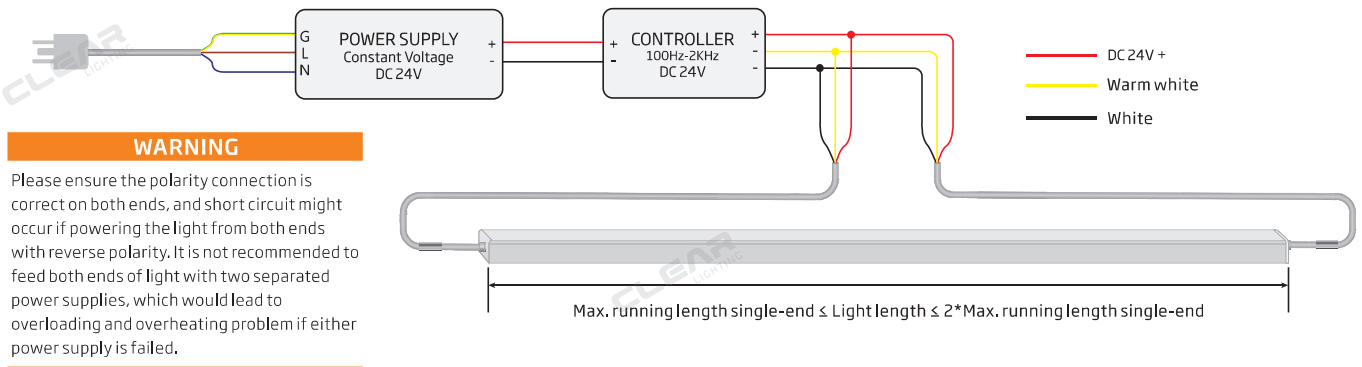 G
L
N
POWER SUPPLY
Constant Voltage
DC 24V
+
-
+
-
CONTROLLER
100Hz-2KHz
DC 24V
+
-
-
DC 24V +
Warm white
White
CLEAR
LIGHTING
WARNING
Please ensure the polarity connection is
correct on both ends, and short circuit might
occur if powering the light from both ends
with reverse polarity. It is not recommended to
feed both ends of light with two separated
power supplies, which would lead to
overloading and overheating problem if either
power supply is failed.
CLEAR
LIGHTING
Max. running length single-end ≤ Light length ≤ 2*Max. running length single-end